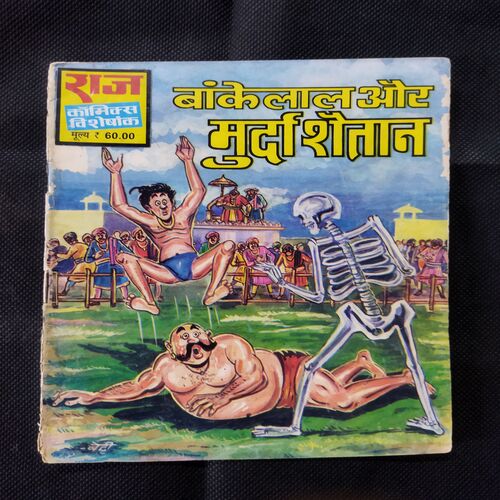 राज
कॉमिक्स
विशेषांक
मूल्य ₹ 60.00
बांकेलाल और
मुर्दा शैतान
बेदी